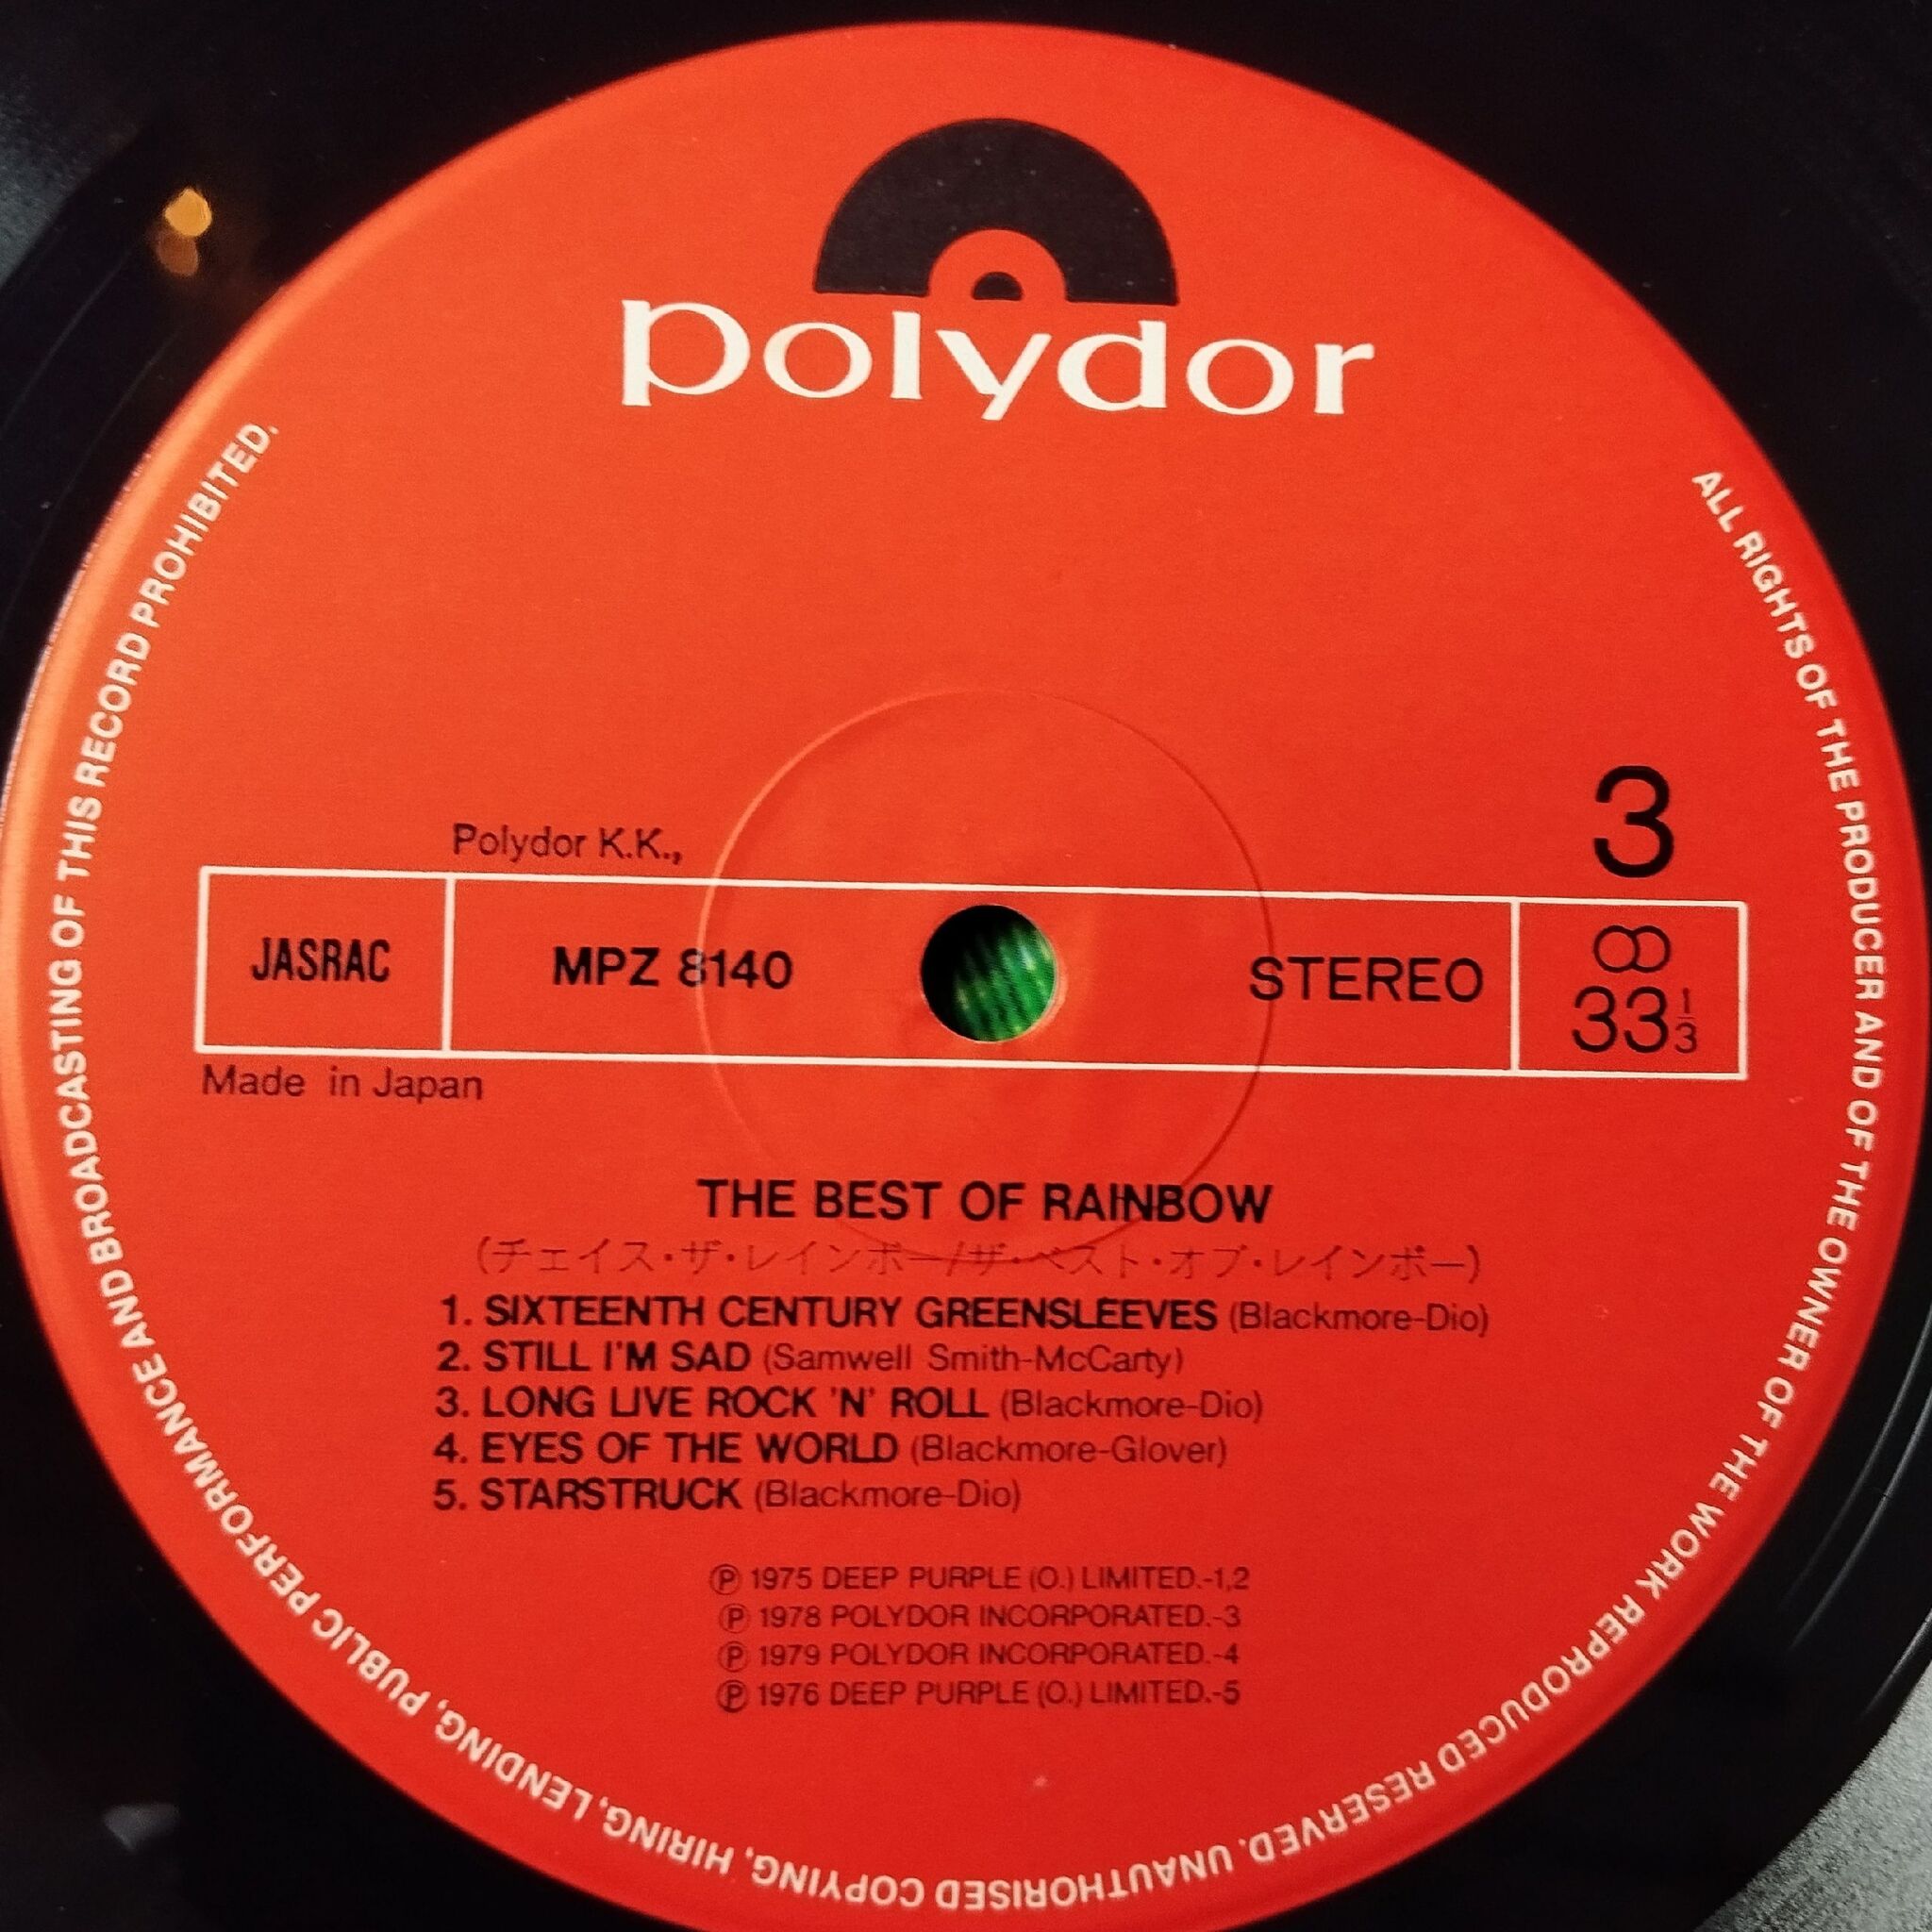 polydor
3
Polydor K.K.,
JASRAC
MPZ 8140
STEREO
33 1/3
Made in Japan
THE BEST OF RAINBOW
(チェイス・ザ・レインボー/ザ・ベスト・オブ・レインボー)
1. SIXTEENTH CENTURY GREENSLEEVES (Blackmore-Dio)
2. STILL I'M SAD (Samwell Smith-McCarty)
3. LONG LIVE ROCK 'N' ROLL (Blackmore-Dio)
4. EYES OF THE WORLD (Blackmore-Glover)
5. STARSTRUCK (Blackmore-Dio)
Ⓟ 1975 DEEP PURPLE (O.) LIMITED.-1,2
Ⓟ 1978 POLYDOR INCORPORATED.-3
Ⓟ 1979 POLYDOR INCORPORATED.-4
Ⓟ 1976 DEEP PURPLE (O.) LIMITED.-5
ALL RIGHTS OF THE PRODUCER AND OF THE OWNER OF THE WORK REPRODUCED RESERVED. UNAUTHORISED COPYING, HIRING, LENDING, PUBLIC PERFORMANCE AND BROADCASTING OF THIS RECORD PROHIBITED.